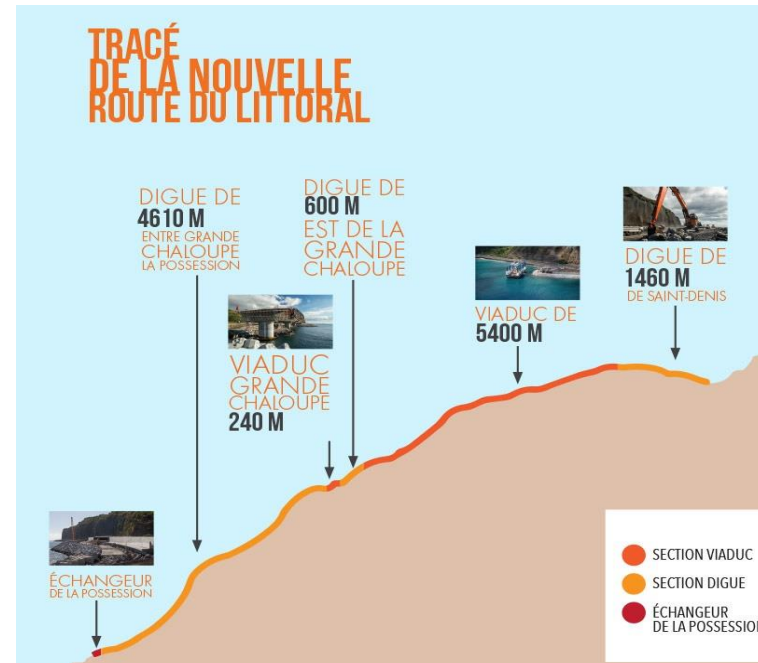 TRACÉ
DE LA NOUVELLE
ROUTE DU LITTORAL
DIGUE DE
4610 M
ENTRE GRANDE
CHALOUPE
LA POSSESSION
DIGUE DE
600 M
EST DE LA
GRANDE
CHALOUPE
VIADUC
GRANDE
CHALOUPE
240 M
VIADUC DE
5400 M
DIGUE DE
1460 M
DE SAINT-DENIS
ÉCHANGEUR
DE LA POSSESSION
SECTION VIADUC
SECTION DIGUE
ÉCHANGEUR
DE LA POSSESSION